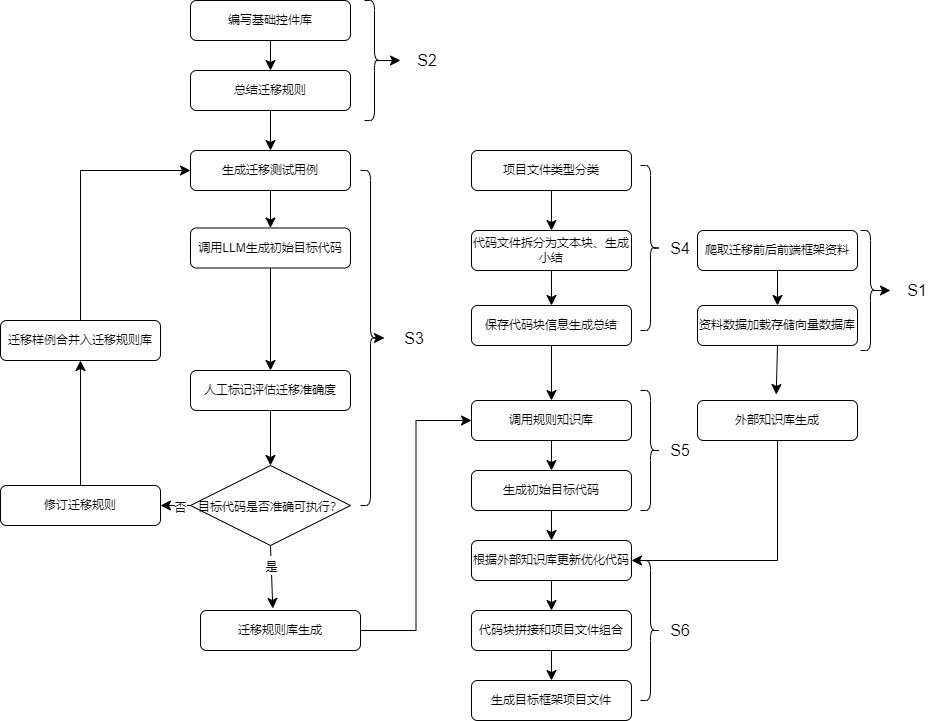 编写基础控件库
S2
总结迁移规则
生成迁移测试用例
调用LLM生成初始目标代码
S3
迁移样例合并入迁移规则库
人工标记评估迁移准确度
修订迁移规则
否
目标代码是否准确可执行？
是
迁移规则库生成
项目文件类型分类
代码文件拆分为文本块、生成
小结
S4
保存代码块信息生成总结
爬取迁移前后前端框架资料
S1
资料数据加载存储向量数据库
外部知识库生成
调用规则知识库
S5
生成初始目标代码
根据外部知识库更新优化代码
代码块拼接和项目文件组合
S6
生成目标框架项目文件